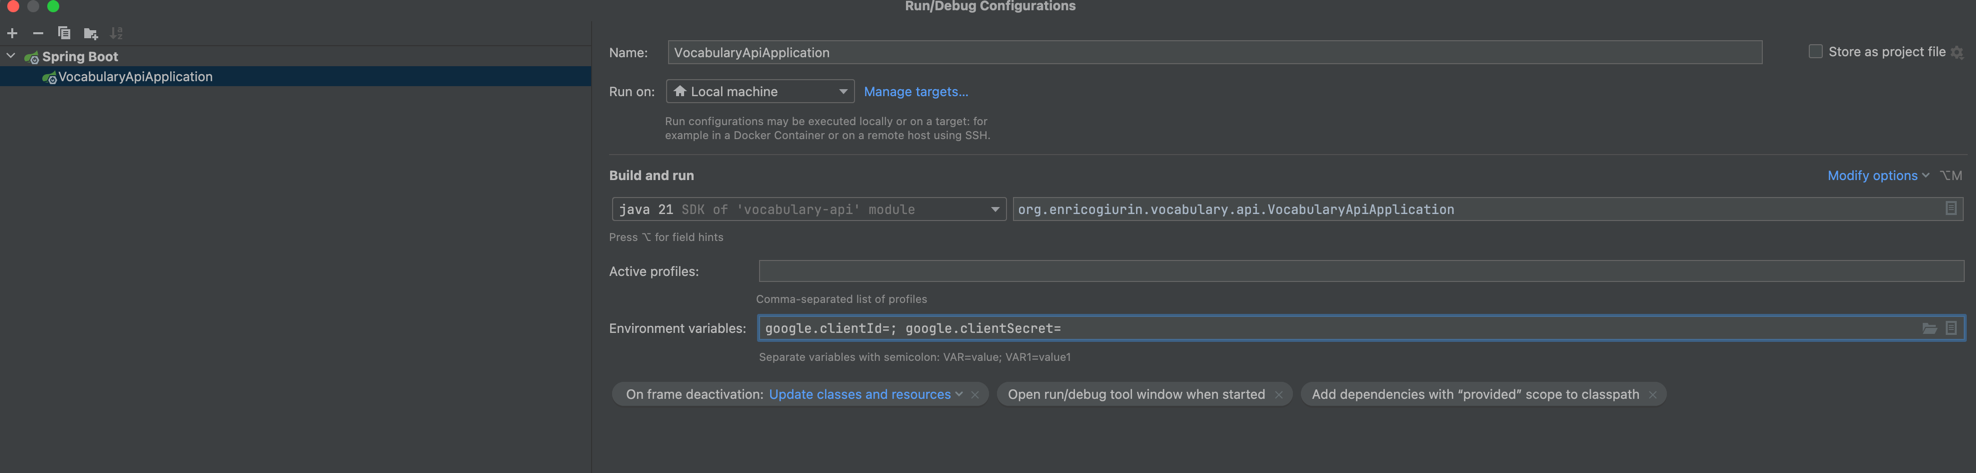 Run/Debug Configurations
Spring Boot
VocabularyApiApplication
Name: VocabularyApiApplication Store as project file
Run on: Local machine Manage targets...
Run configurations may be executed locally or on a target: for
example in a Docker Container or on a remote host using SSH.
Build and run Modify options ⌥M
java 21 SDK of 'vocabulary-api' module org.enricogiurin.vocabulary.api.VocabularyApiApplication
Press ⌥ for field hints
Active profiles:
Comma-separated list of profiles
Environment variables: google.clientId=; google.clientSecret=
Separate variables with semicolon: VAR=value; VAR1=value1
On frame deactivation: Update classes and resources Open run/debug tool window when started Add dependencies with “provided” scope to classpath